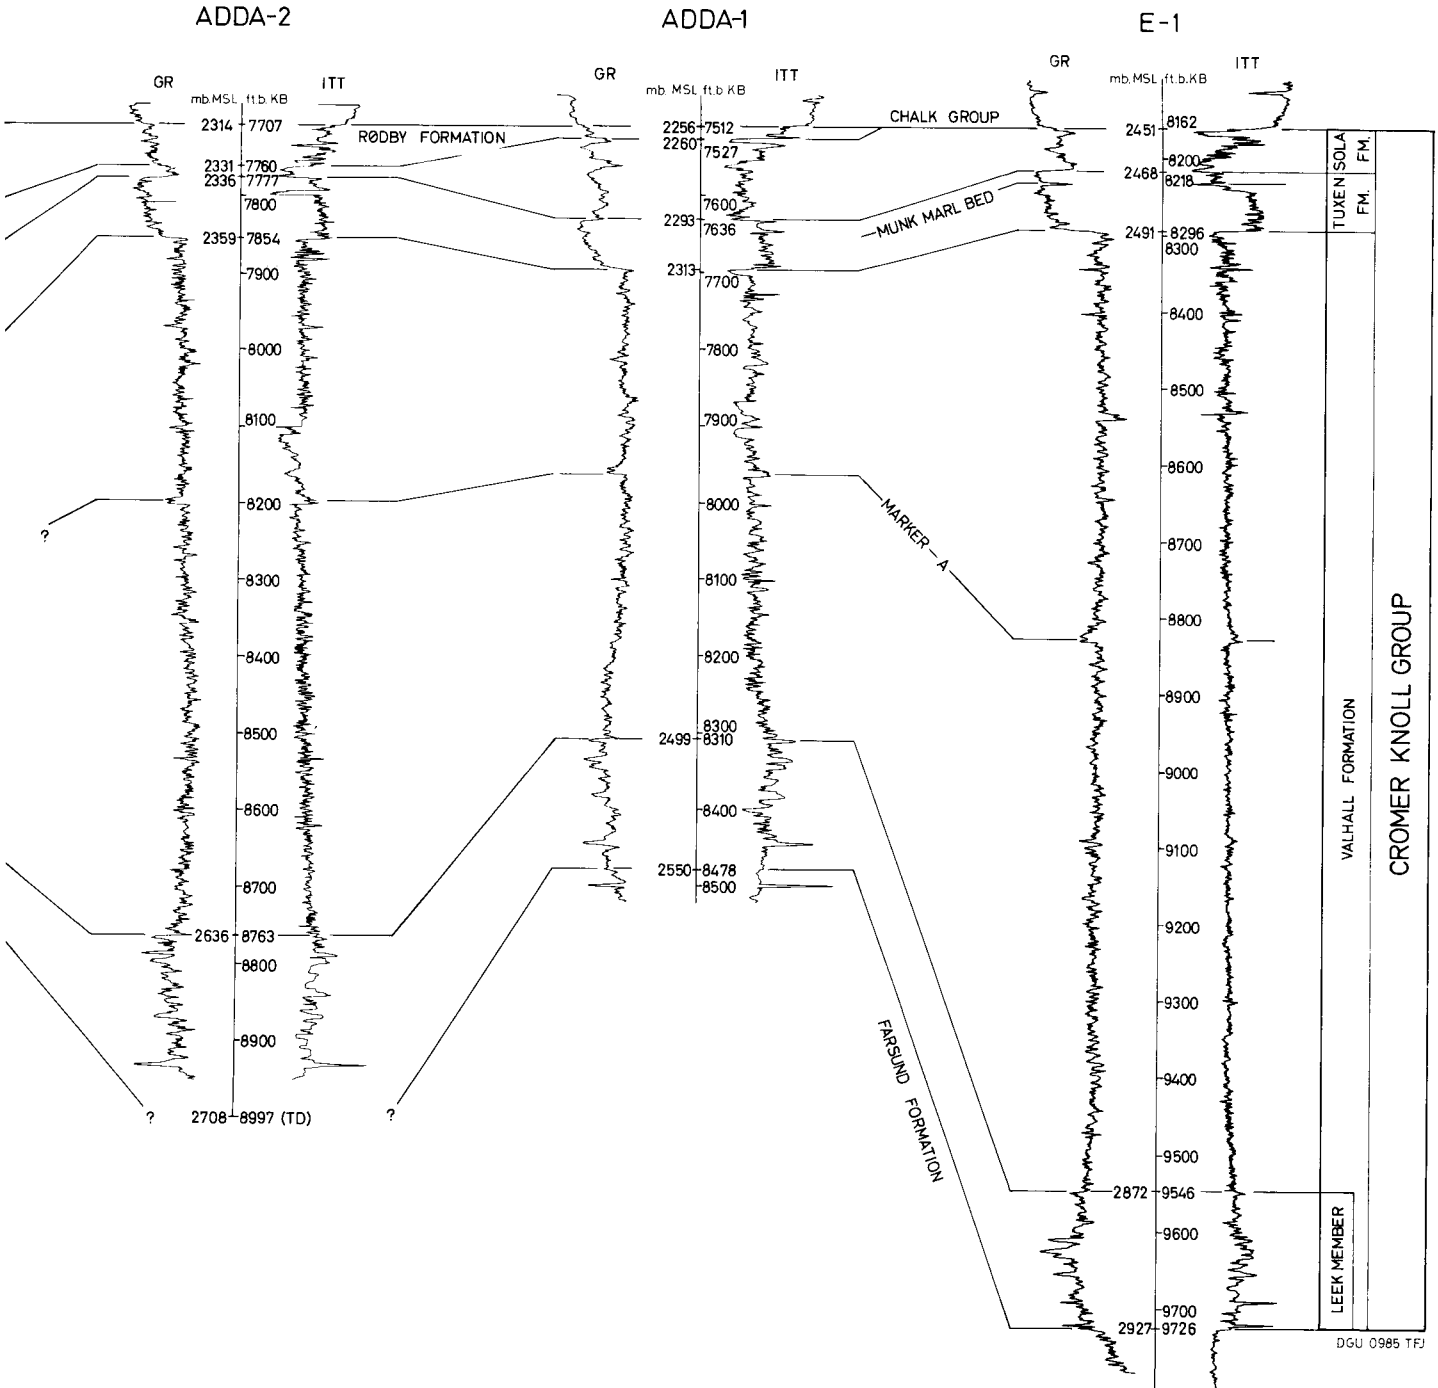 ADDA-2
ADDA-1
E-1
GR
ITT
mb.MSL ft.b.KB
2314 7707
RØDBY FORMATION
2331 7760
2336 7777
7800
2359 7854
7900
8000
8100
8200
8300
8400
8500
8600
8700
2636 8763
8800
8900
2708 8997 (TD)
?
?
?
GR
ITT
mb.MSL ft.b.KB
2256 7512
2260 7527
7600
2293 7636
2313
7700
7800
7900
8000
8100
8200
8300
2499 8310
8400
2550 8478
8500
CHALK GROUP
MUNK MARL BED
MARKER - A
FARSUND FORMATION
GR
ITT
mb.MSL ft.b.KB
2451 8162
8200
2468 8218
2491 8296
8300
8400
8500
8600
8700
8800
8900
9000
9100
9200
9300
9400
9500
2872 9546
9600
9700
2927 9726
SOLA FM.
TUXEN FM.
VALHALL FORMATION
LEEK MEMBER
CROMER KNOLL GROUP
DGU 0985 TFJ